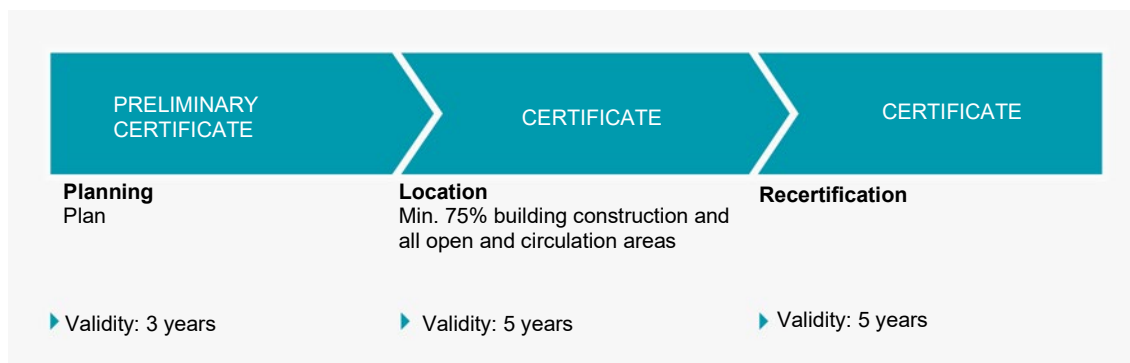 PRELIMINARY
CERTIFICATE
CERTIFICATE
CERTIFICATE
Planning
Plan
Location
Min. 75% building construction and
all open and circulation areas
Recertification
Validity: 3 years
Validity: 5 years
Validity: 5 years